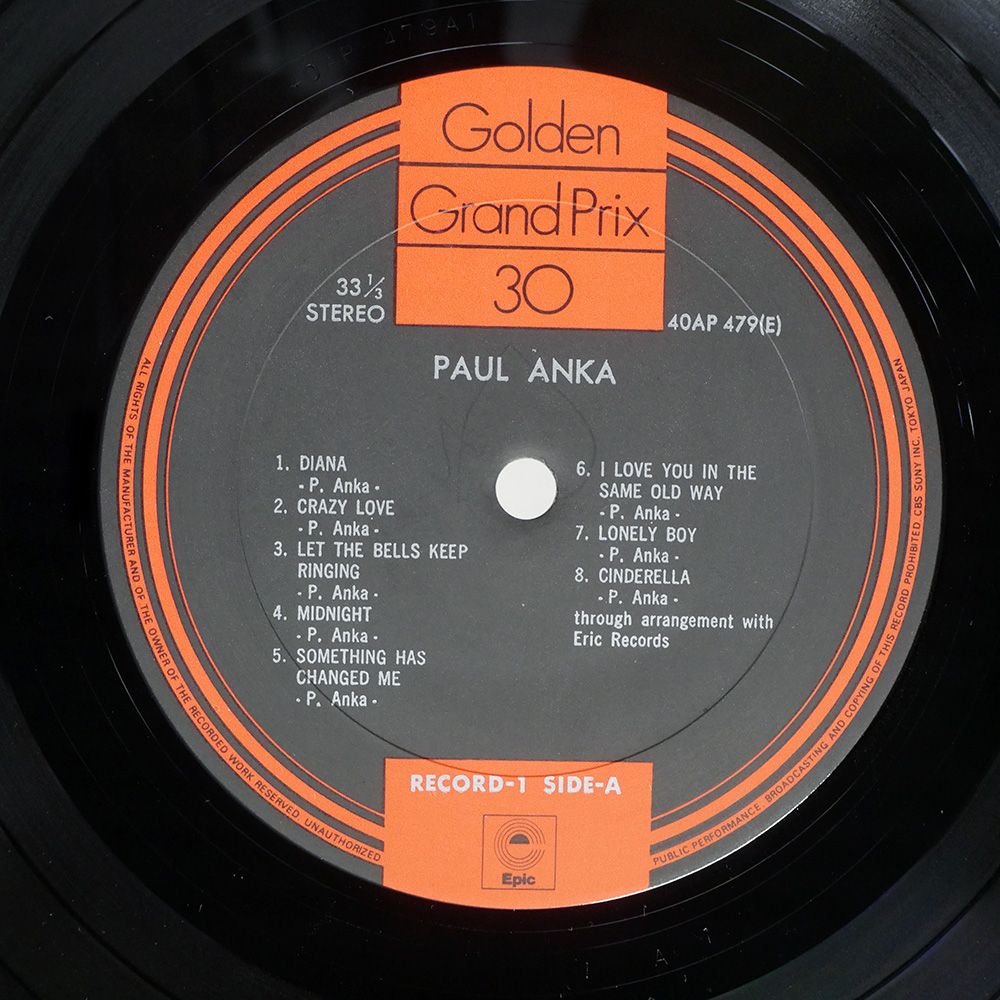 Golden
Grand Prix
30
33 1/3
STEREO
40AP 479(E)
PAUL ANKA
1. DIANA
- P. Anka -
2. CRAZY LOVE
- P. Anka -
3. LET THE BELLS KEEP
RINGING
- P. Anka -
4. MIDNIGHT
- P. Anka -
5. SOMETHING HAS
CHANGED ME
- P. Anka -
6. I LOVE YOU IN THE
SAME OLD WAY
- P. Anka -
7. LONELY BOY
- P. Anka -
8. CINDERELLA
- P. Anka -
through arrangement with
Eric Records
RECORD-1 SIDE-A
Epic
ALL RIGHTS OF THE MANUFACTURER AND OF THE OWNER OF THE RECORDED WORK RESERVED. UNAUTHORIZED
PUBLIC PERFORMANCE, BROADCASTING AND COPYING OF THIS RECORD PROHIBITED. CBS SUNY INC. TOKYO JAPAN